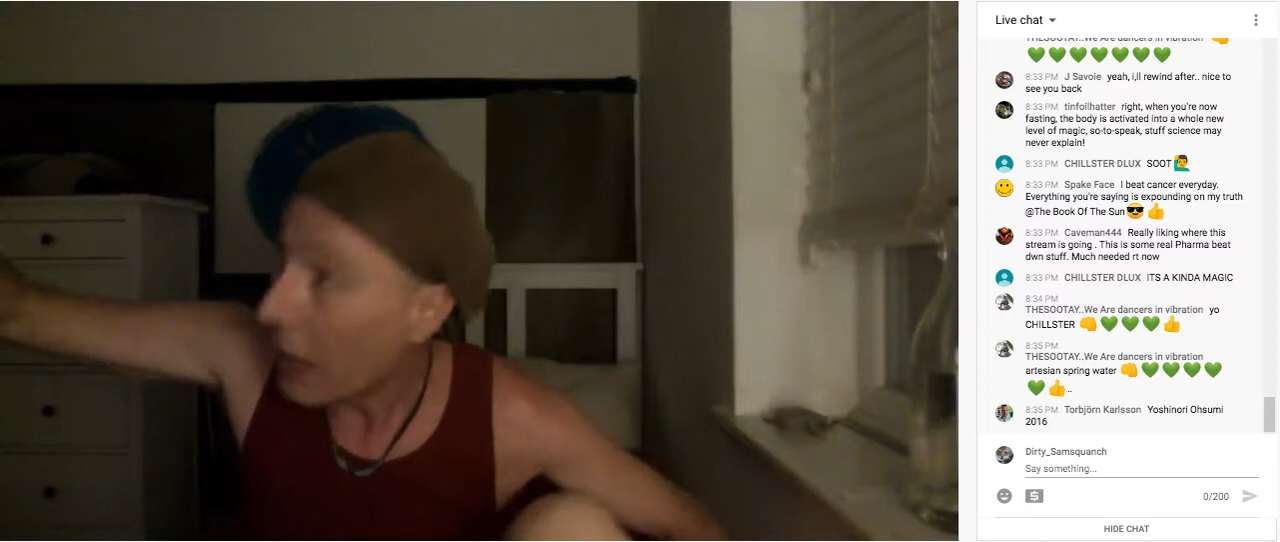 Live chat
THESOOTAY..We Are dancers in vibration
8:33 PM J Savoie yeah, i,ll rewind after.. nice to
see you back
8:33 PM tinfoilhatter right, when you're now
fasting, the body is activated into a whole new
level of magic, so-to-speak, stuff science may
never explain!
8:33 PM CHILLSTER DLUX SOOT
8:33 PM Spake Face I beat cancer everyday.
Everything you're saying is expounding on my truth
@The Book Of The Sun
8:33 PM Caveman444 Really liking where this
stream is going . This is some real Pharma beat
dwn stuff. Much needed rt now
8:33 PM CHILLSTER DLUX ITS A KINDA MAGIC
8:34 PM
THESOOTAY..We Are dancers in vibration yo
CHILLSTER
8:35 PM
THESOOTAY..We Are dancers in vibration
artesian spring water
..
8:35 PM Torbjörn Karlsson Yoshinori Ohsumi
2016
Dirty_Samsquanch
Say something...
0/200
HIDE CHAT